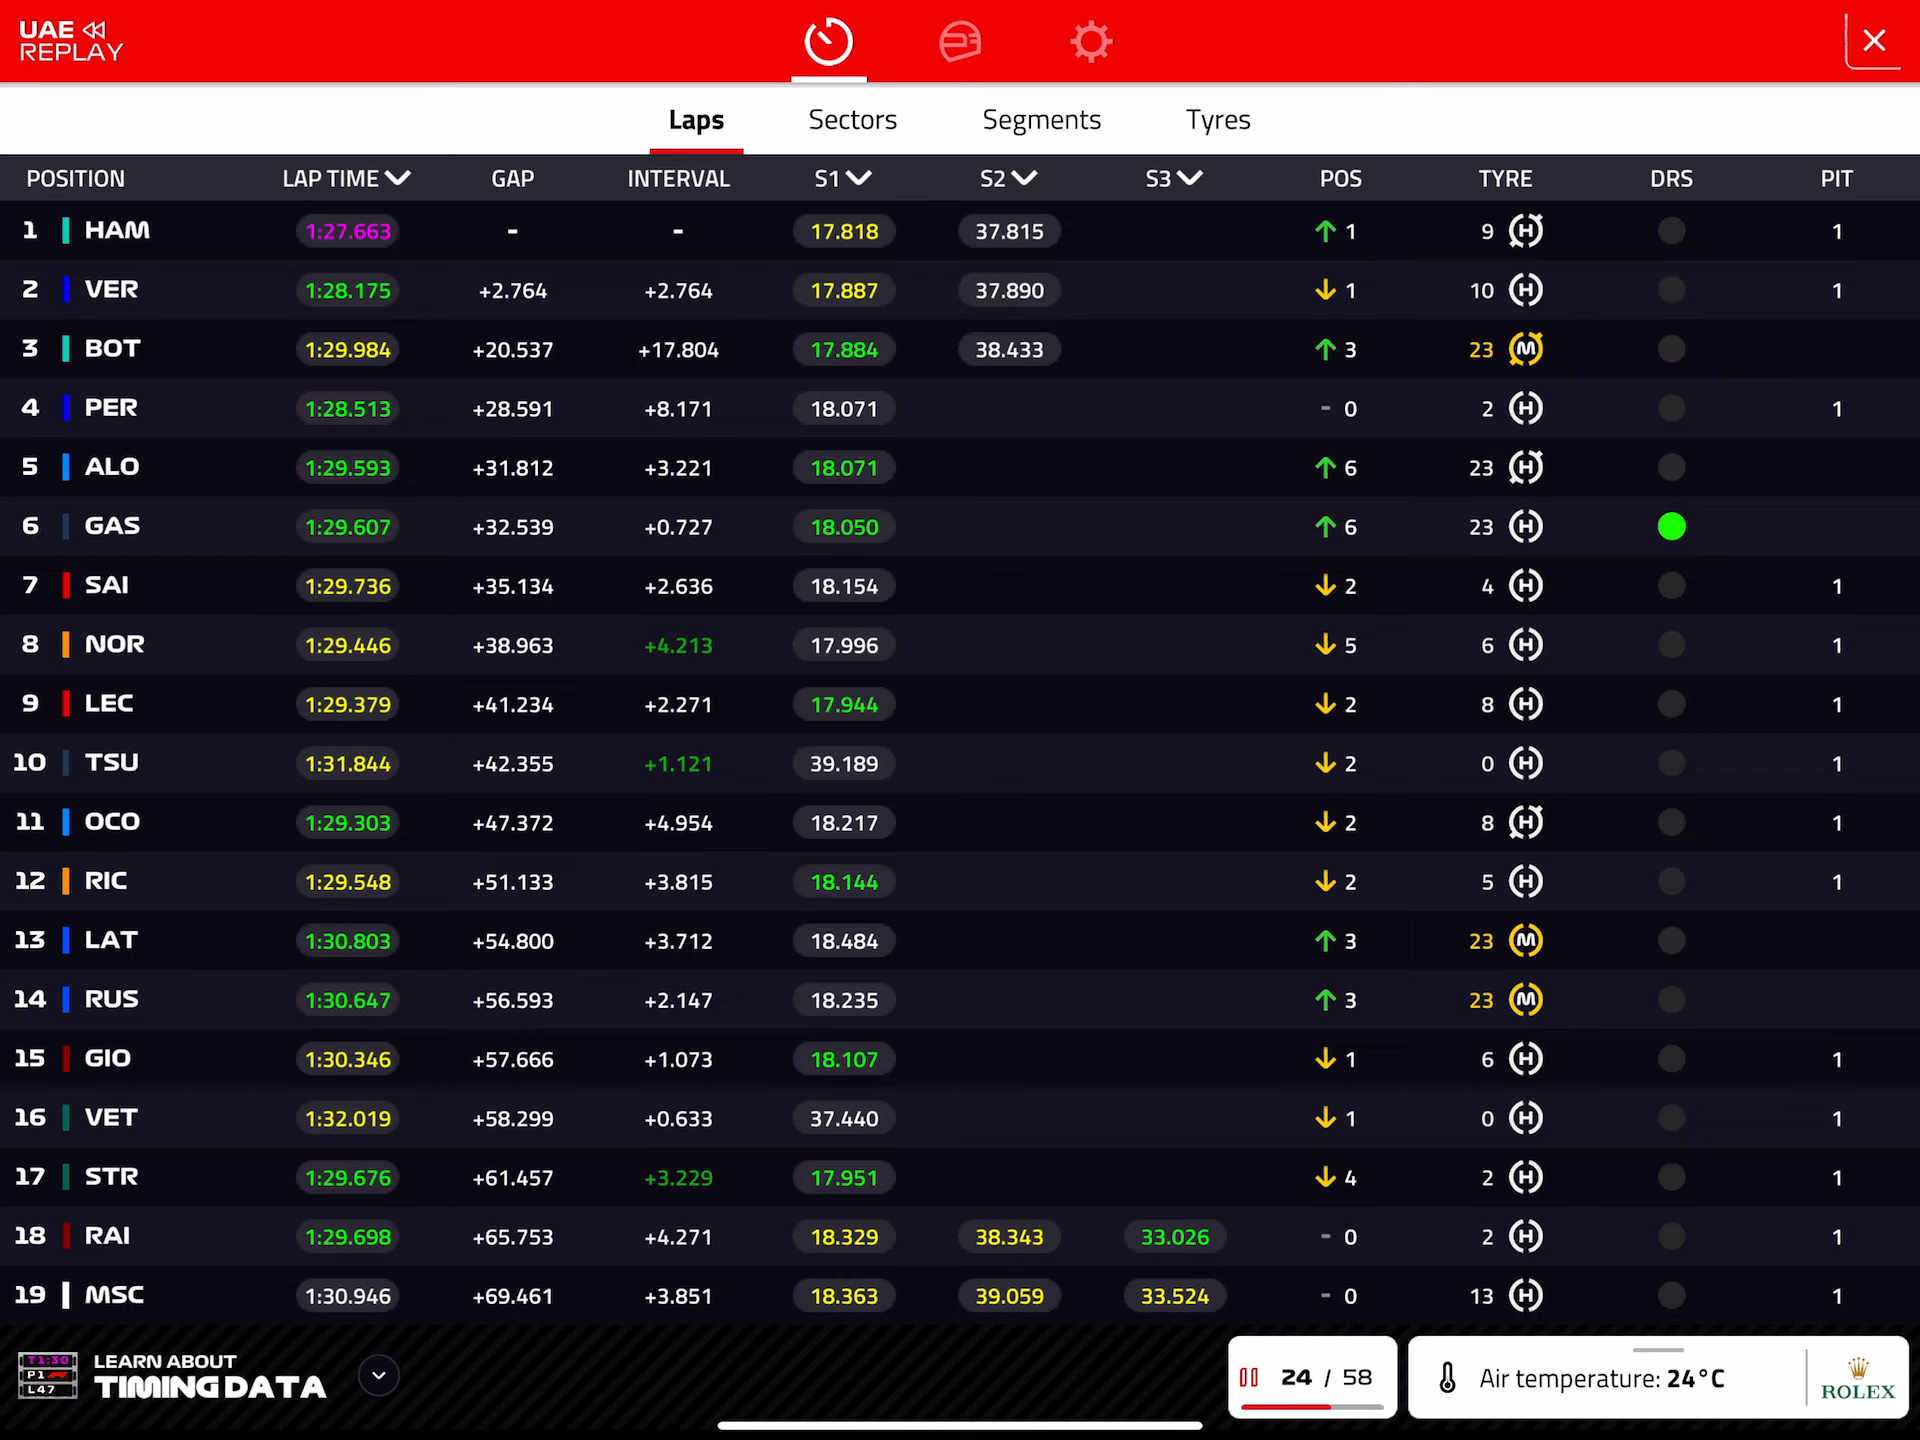 UAE
REPLAY
Laps Sectors Segments Tyres
POSITION LAP TIME GAP INTERVAL S1 S2 S3 POS TYRE DRS PIT
1 HAM 1:27.663 - - 17.818 37.815 1 9 H 1
2 VER 1:28.175 +2.764 +2.764 17.887 37.890 1 10 H 1
3 BOT 1:29.984 +20.537 +17.804 17.884 38.433 3 23 M
4 PER 1:28.513 +28.591 +8.171 18.071 - 0 2 H 1
5 ALO 1:29.593 +31.812 +3.221 18.071 6 23 H
6 GAS 1:29.607 +32.539 +0.727 18.050 6 23 H
7 SAI 1:29.736 +35.134 +2.636 18.154 2 4 H 1
8 NOR 1:29.446 +38.963 +4.213 17.996 5 6 H 1
9 LEC 1:29.379 +41.234 +2.271 17.944 2 8 H 1
10 TSU 1:31.844 +42.355 +1.121 39.189 2 0 H 1
11 OCO 1:29.303 +47.372 +4.954 18.217 2 8 H 1
12 RIC 1:29.548 +51.133 +3.815 18.144 2 5 H 1
13 LAT 1:30.803 +54.800 +3.712 18.484 3 23 M
14 RUS 1:30.647 +56.593 +2.147 18.235 3 23 M
15 GIO 1:30.346 +57.666 +1.073 18.107 1 6 H 1
16 VET 1:32.019 +58.299 +0.633 37.440 1 0 H 1
17 STR 1:29.676 +61.457 +3.229 17.951 4 2 H 1
18 RAI 1:29.698 +65.753 +4.271 18.329 38.343 33.026 - 0 2 H 1
19 MSC 1:30.946 +69.461 +3.851 18.363 39.059 33.524 - 0 13 H 1
T1:30
P1
L47
LEARN ABOUT
TIMING DATA
24 / 58
Air temperature: 24°C
ROLEX